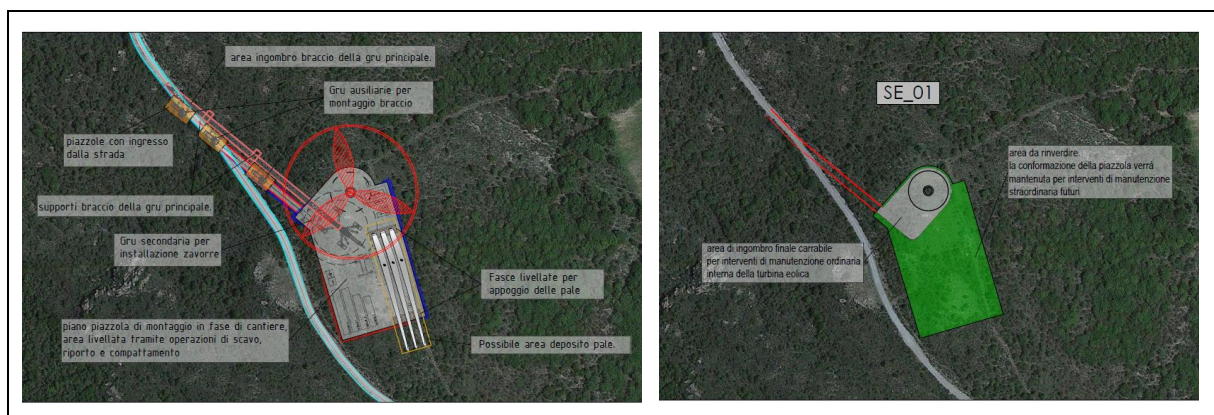 area ingombro braccio della gru principale.
Gru ausiliarie per
montaggio braccio
piazzole con ingresso
dalla strada
supporti braccio della gru principale.
Gru secondaria per
installazione zavorre
Fasce livellate per
appoggio delle pale
piano piazzola di montaggio in fase di cantiere,
area livellata tramite operazioni di scavo,
riporto e compattamento
Possibile area deposito pale.
SE_01
area da rinverdire.
la conformazione della piazzola verrà
mantenuta per interventi di manutenzione
straordinaria futuri
area di ingombro finale carrabile
per interventi di manutenzione ordinaria
interna della turbina eolica